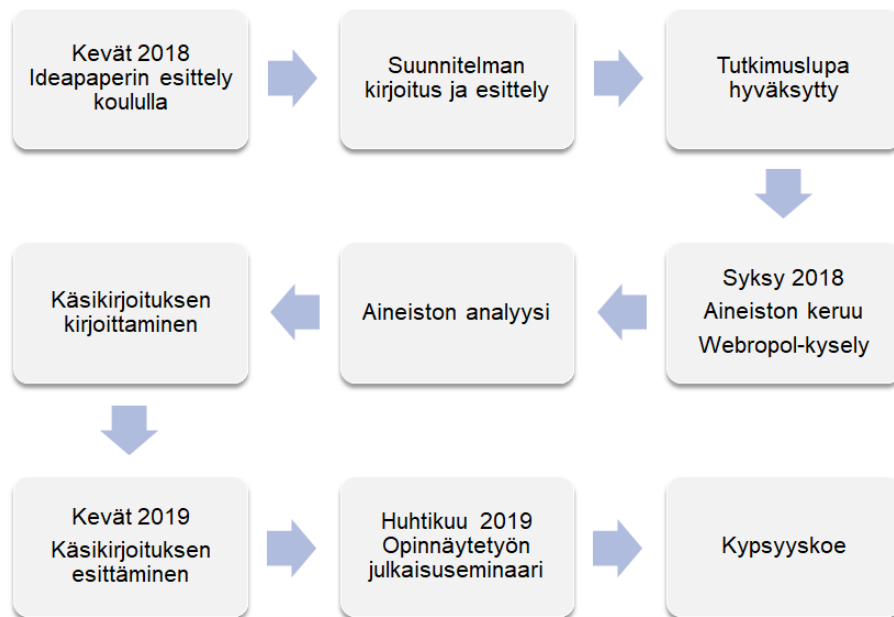 Kevät 2018
Ideapaperin esittely
koululla
Suunnitelman
kirjoitus ja esittely
Tutkimuslupa
hyväksytty
Syksy 2018
Aineiston keruu
Webropol-kysely
Aineiston analyysi
Käsikirjoituksen
kirjoittaminen
Kevät 2019
Käsikirjoituksen
esittäminen
Huhtikuu 2019
Opinnäytetyön
julkaisuseminaari
Kypsyyskoe